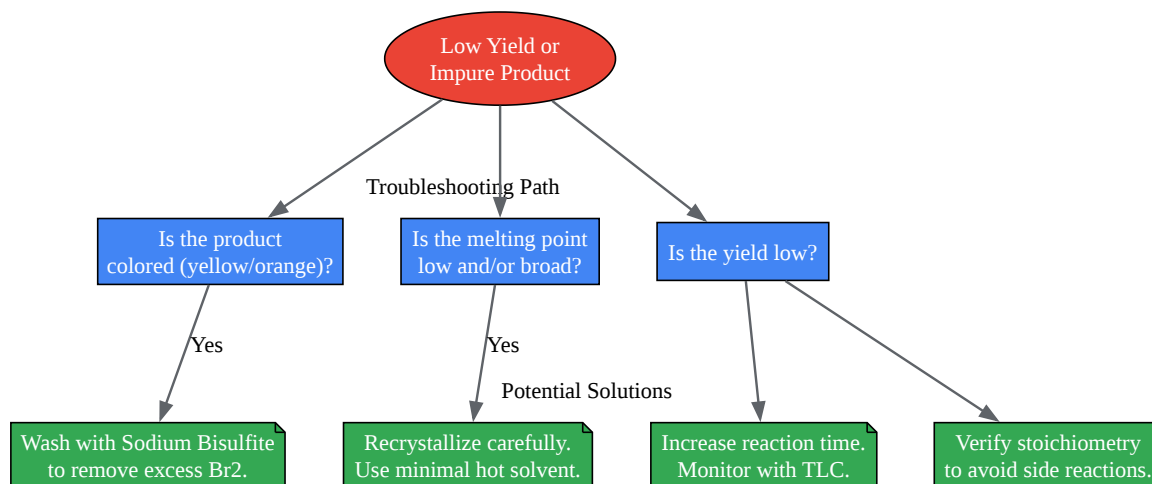 Low Yield or
Impure Product
Troubleshooting Path
Is the product
colored (yellow/orange)?
Is the melting point
low and/or broad?
Is the yield low?
Yes
Yes
Potential Solutions
Wash with Sodium Bisulfite
to remove excess Br2.
Recrystallize carefully.
Use minimal hot solvent.
Increase reaction time.
Monitor with TLC.
Verify stoichiometry
to avoid side reactions.